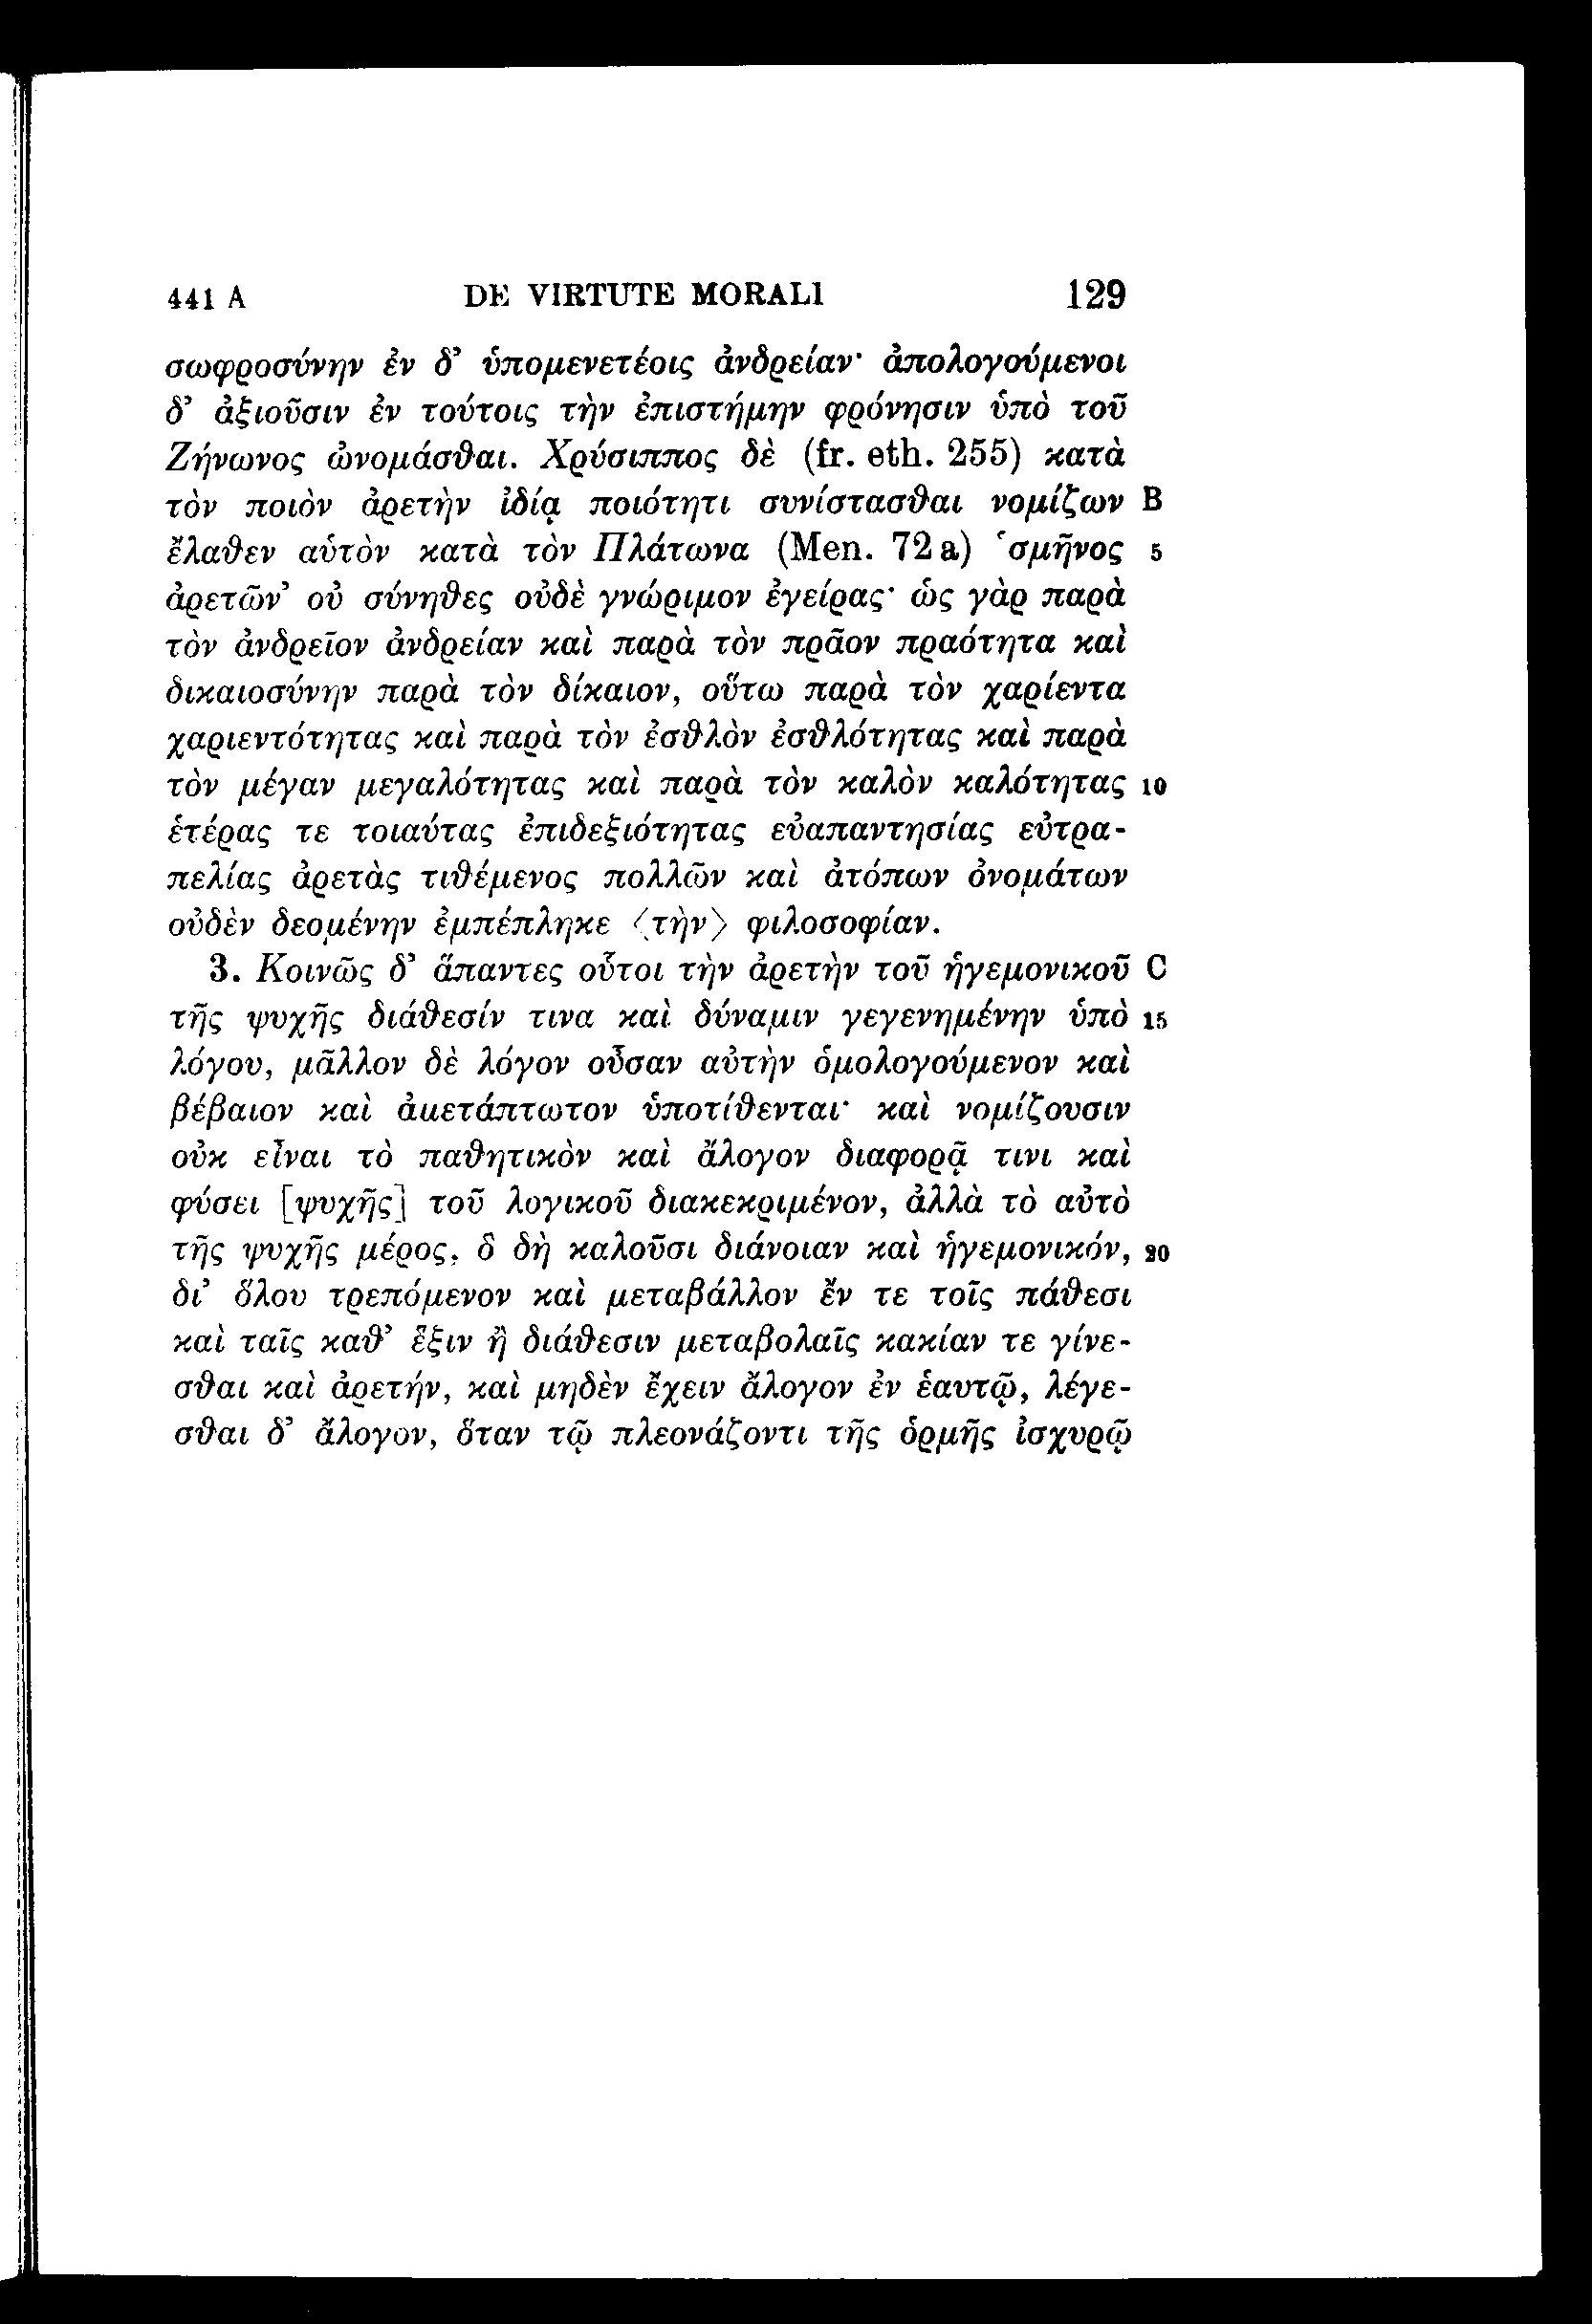 441 A DE VIRTUTE MORALI 129
σωφροσύνην ἐν δ’ ὑπομενετέοις ἀνδρείαν· ἀπολογούμενοι
δ’ ἀξιοῦσιν ἐν τούτοις τὴν ἐπιστήμην φρόνησιν ὑπὸ τοῦ
Ζήνωνος ὠνομάσθαι. Χρύσιππος δὲ (fr. eth. 255) κατὰ
τὸν ποιὸν ἀρετὴν ἰδίᾳ ποιότητι συνίστασθαι νομίζων B
ἔλαθεν αὑτὸν κατὰ τὸν Πλάτωνα (Men. 72 a) ‘σμῆνος 5
ἀρετῶν’ οὐ σύνηθες οὐδὲ γνώριμον ἐγείρας· ὡς γὰρ παρὰ
τὸν ἀνδρεῖον ἀνδρείαν καὶ παρὰ τὸν πρᾶον πραότητα καὶ
δικαιοσύνην παρὰ τὸν δίκαιον, οὕτω παρὰ τὸν χαρίεντα
χαριεντότητας καὶ παρὰ τὸν ἐσθλὸν ἐσθλότητας καὶ παρὰ
τὸν μέγαν μεγαλότητας καὶ παρὰ τὸν καλὸν καλότητας 10
ἑτέρας τε τοιαύτας ἐπιδεξιότητας εὐαπαντησίας εὐτρα-
πελίας ἀρετὰς τιθέμενος πολλῶν καὶ ἀτόπων ὀνομάτων
οὐδὲν δεομένην ἐμπέπληκε ⟨τὴν⟩ φιλοσοφίαν.
3. Κοινῶς δ’ ἅπαντες οὗτοι τὴν ἀρετὴν τοῦ ἡγεμονικοῦ C
τῆς ψυχῆς διάθεσίν τινα καὶ δύναμιν γεγενημένην ὑπὸ 15
λόγου, μᾶλλον δὲ λόγον οὖσαν αὐτὴν ὁμολογούμενον καὶ
βέβαιον καὶ ἀμετάπτωτον ὑποτίθενται· καὶ νομίζουσιν
οὐκ εἶναι τὸ παθητικὸν καὶ ἄλογον διαφορᾷ τινι καὶ
φύσει [ψυχῆς] τοῦ λογικοῦ διακεκριμένον, ἀλλὰ τὸ αὐτὸ
τῆς ψυχῆς μέρος, ὃ δὴ καλοῦσι διάνοιαν καὶ ἡγεμονικόν, 20
δι’ ὅλου τρεπόμενον καὶ μεταβάλλον ἔν τε τοῖς πάθεσι
καὶ ταῖς καθ’ ἕξιν ἢ διάθεσιν μεταβολαῖς κακίαν τε γίνε-
σθαι καὶ ἀρετήν, καὶ μηδὲν ἔχειν ἄλογον ἐν ἑαυτῷ, λέγε-
σθαι δ’ ἄλογον, ὅταν τῷ πλεονάζοντι τῆς ὁρμῆς ἰσχυρῷ